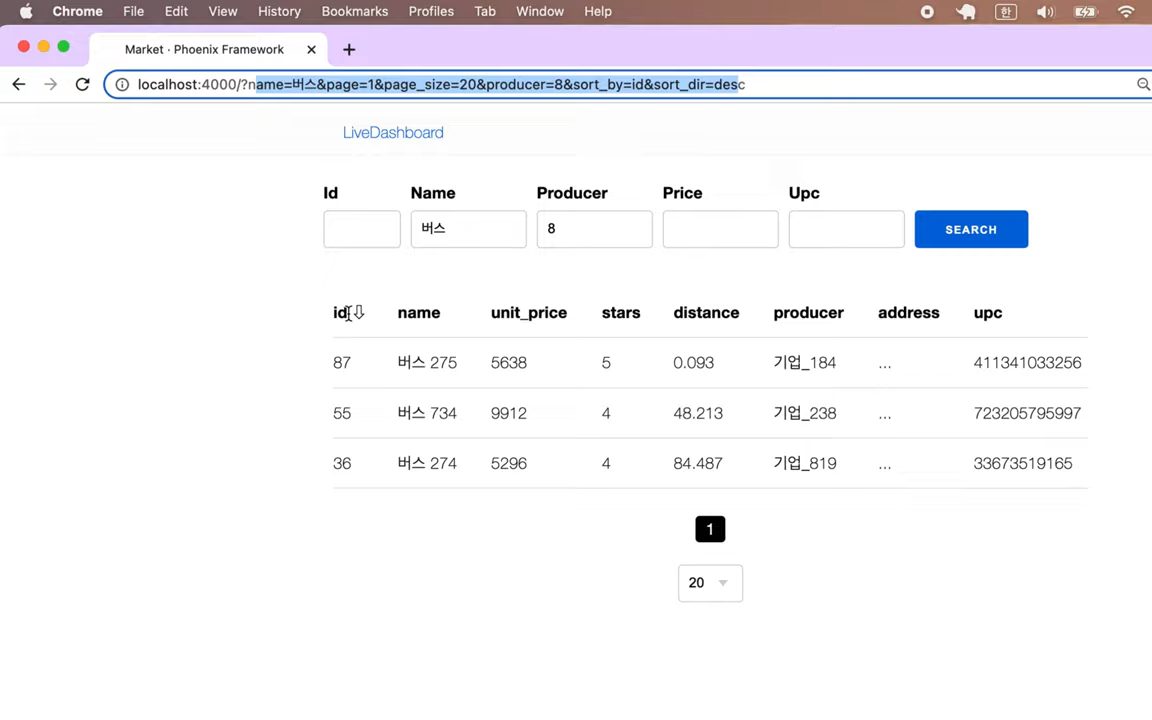 Chrome File Edit View History Bookmarks Profiles Tab Window Help 한
Market · Phoenix Framework
localhost:4000/?name=버스&page=1&page_size=20&producer=8&sort_by=id&sort_dir=desc
LiveDashboard
Id Name Producer Price Upc
버스 8 SEARCH
id⇩ name unit_price stars distance producer address upc
87 버스 275 5638 5 0.093 기업_184 ... 411341033256
55 버스 734 9912 4 48.213 기업_238 ... 723205795997
36 버스 274 5296 4 84.487 기업_819 ... 33673519165
1
20